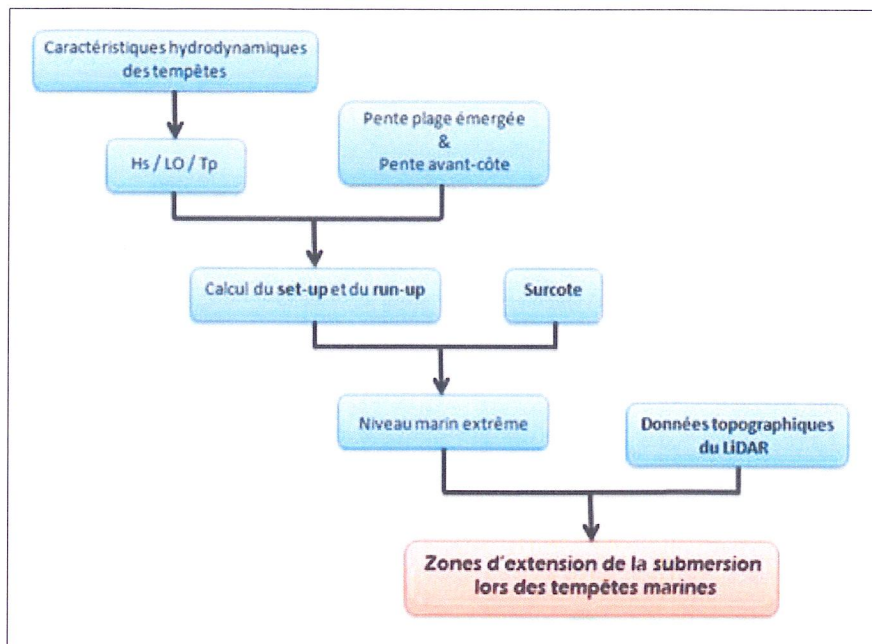 Caractéristiques hydrodynamiques
des tempêtes
Pente plage émergée
&
Pente avant-côte
Hs / LO / Tp
Calcul du set-up et du run-up
Surcote
Niveau marin extrême
Données topographiques
du LiDAR
Zones d'extension de la submersion
lors des tempêtes marines